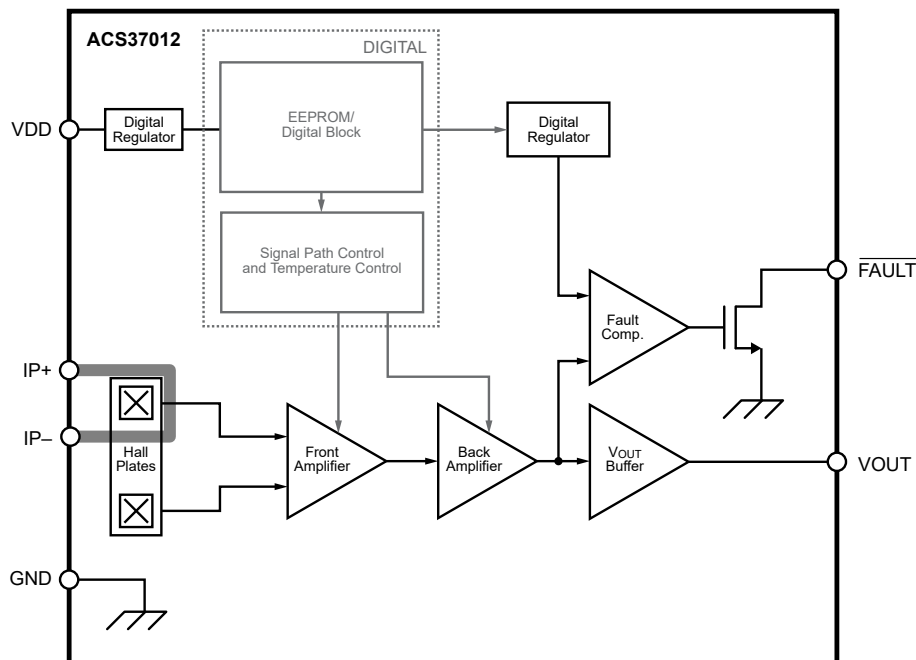 ACS37012
DIGITAL
VDD
Digital
Regulator
EEPROM/
Digital Block
Digital
Regulator
Signal Path Control
and Temperature Control
FAULT
Fault
Comp.
IP+
IP–
Hall
Plates
Front
Amplifier
Back
Amplifier
VOUT
Buffer
VOUT
GND